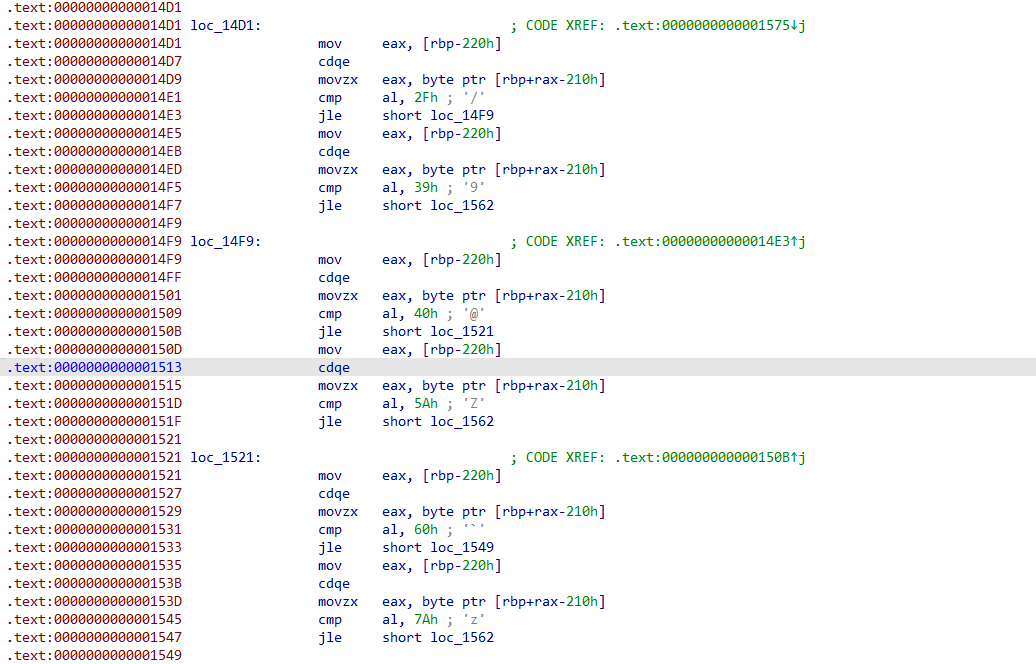 .text:00000000000014D1
.text:00000000000014D1 loc_14D1: ; CODE XREF: .text:0000000000001575↓j
.text:00000000000014D1 mov eax, [rbp-220h]
.text:00000000000014D7 cdqe
.text:00000000000014D9 movzx eax, byte ptr [rbp+rax-210h]
.text:00000000000014E1 cmp al, 2Fh ; '/'
.text:00000000000014E3 jle short loc_14F9
.text:00000000000014E5 mov eax, [rbp-220h]
.text:00000000000014EB cdqe
.text:00000000000014ED movzx eax, byte ptr [rbp+rax-210h]
.text:00000000000014F5 cmp al, 39h ; '9'
.text:00000000000014F7 jle short loc_1562
.text:00000000000014F9
.text:00000000000014F9 loc_14F9: ; CODE XREF: .text:00000000000014E3↑j
.text:00000000000014F9 mov eax, [rbp-220h]
.text:00000000000014FF cdqe
.text:0000000000001501 movzx eax, byte ptr [rbp+rax-210h]
.text:0000000000001509 cmp al, 40h ; '@'
.text:000000000000150B jle short loc_1521
.text:000000000000150D mov eax, [rbp-220h]
.text:0000000000001513 cdqe
.text:0000000000001515 movzx eax, byte ptr [rbp+rax-210h]
.text:000000000000151D cmp al, 5Ah ; 'Z'
.text:000000000000151F jle short loc_1562
.text:0000000000001521
.text:0000000000001521 loc_1521: ; CODE XREF: .text:000000000000150B↑j
.text:0000000000001521 mov eax, [rbp-220h]
.text:0000000000001527 cdqe
.text:0000000000001529 movzx eax, byte ptr [rbp+rax-210h]
.text:0000000000001531 cmp al, 60h ; '`'
.text:0000000000001533 jle short loc_1549
.text:0000000000001535 mov eax, [rbp-220h]
.text:000000000000153B cdqe
.text:000000000000153D movzx eax, byte ptr [rbp+rax-210h]
.text:0000000000001545 cmp al, 7Ah ; 'z'
.text:0000000000001547 jle short loc_1562
.text:0000000000001549